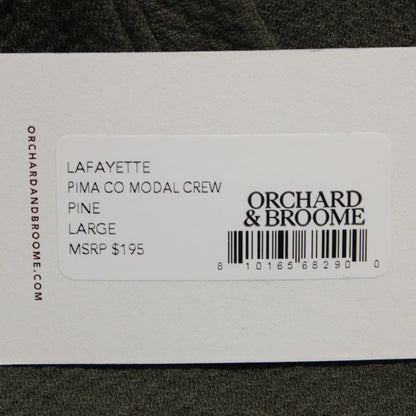 ORCHARDANDBROOME.COM
LAFAYETTE
PIMA CO MODAL CREW
PINE
LARGE
MSRP $195
ORCHARD
& BROOME
8 10165 68290 0